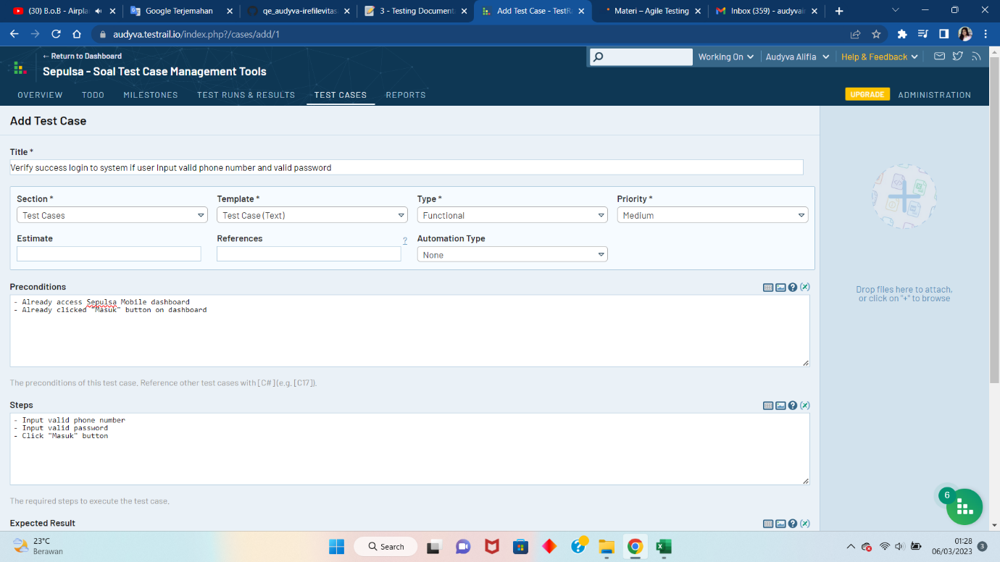 (30) B.o.B - Airpla
Google Terjemahan
qe_audyva-irefilevitas
3 - Testing Documenta
Add Test Case - TestRa
Materi – Agile Testing
Inbox (359) - audyvair
audyva.testrail.io/index.php?/cases/add/1
← Return to Dashboard
Sepulsa - Soal Test Case Management Tools
Working On
Audyva Alifia
Help & Feedback
OVERVIEW
TODO
MILESTONES
TEST RUNS & RESULTS
TEST CASES
REPORTS
UPGRADE
ADMINISTRATION
Add Test Case
Title *
Verify success login to system if user Input valid phone number and valid password
Section *
Template *
Type *
Priority *
Test Cases
Test Case (Text)
Functional
Medium
Estimate
References
?
Automation Type
None
Preconditions
- Already access Sepulsa Mobile dashboard
- Already clicked "Masuk" button on dashboard
The preconditions of this test case. Reference other test cases with [C#] (e.g. [C17]).
Steps
- Input valid phone number
- Input valid password
- Click "Masuk" button
The required steps to execute the test case.
Expected Result
Drop files here to attach,
or click on "+" to browse
6
23°C
Berawan
Search
01:28
06/03/2023
3